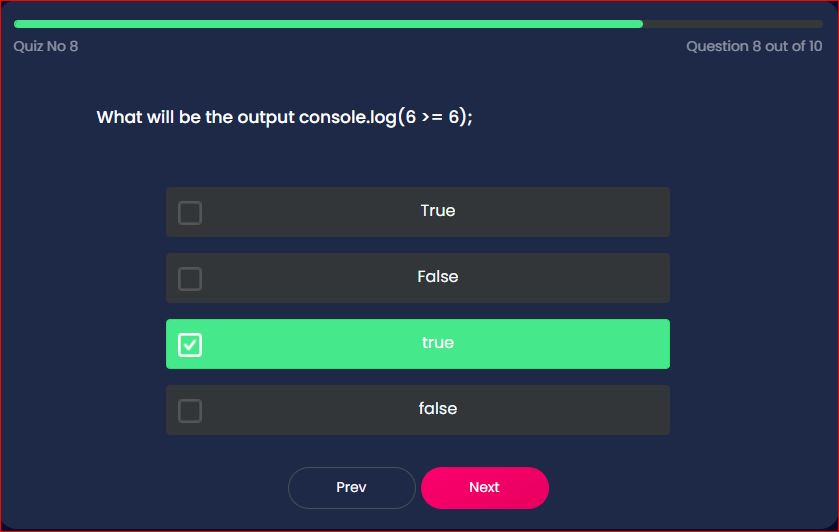 Quiz No 8
Question 8 out of 10
What will be the output console.log(6 >= 6);
True
False
true
false
Prev
Next